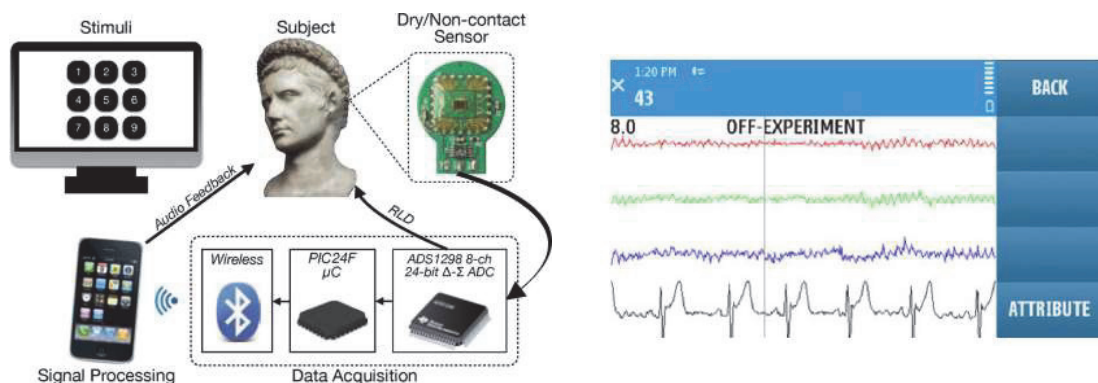 Stimuli
Subject
Dry/Non-contact
Sensor
1 2 3
4 5 6
7 8 9
Audio Feedback
RLD
Wireless
PIC24F
µC
ADS1298 8-ch
24-bit Δ-Σ ADC
Signal Processing
Data Acquisition
1:20 PM
43
8.0 OFF-EXPERIMENT
BACK
ATTRIBUTE